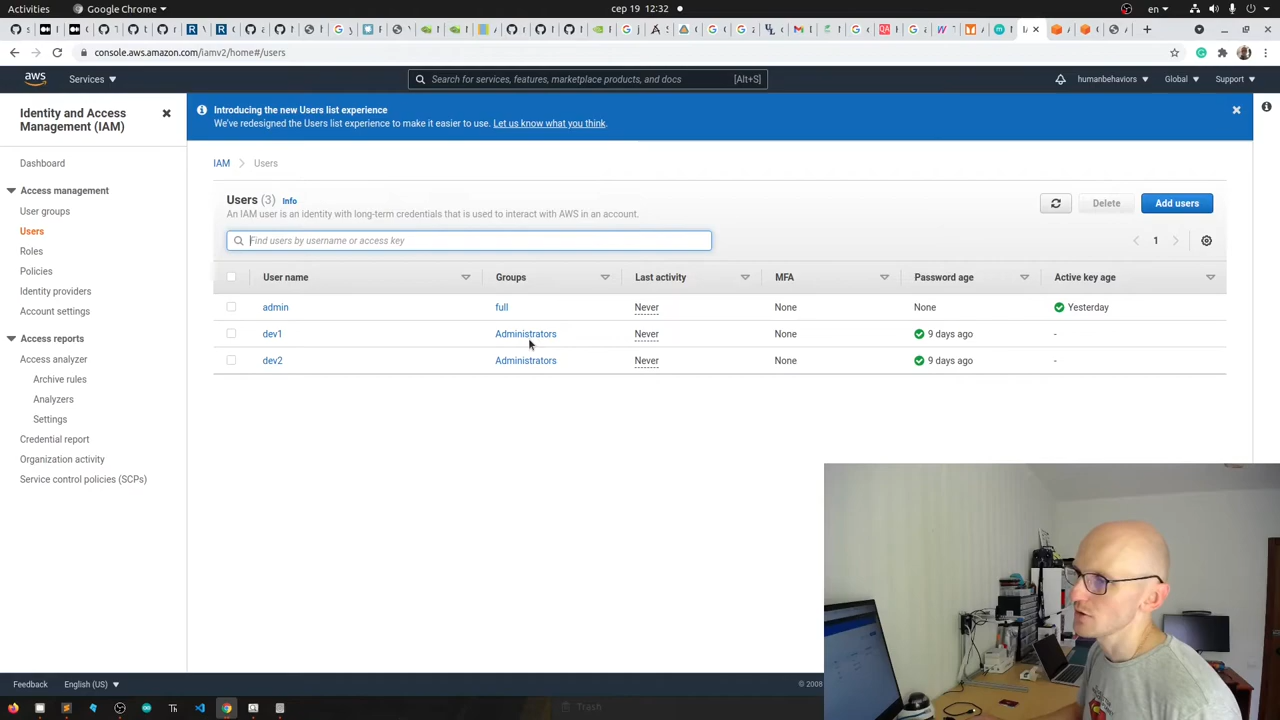 Activities
Google Chrome
сер 19 12:32
en
console.aws.amazon.com/iamv2/home#/users
aws
Services
Search for services, features, marketplace products, and docs
[Alt+S]
humanbehaviors
Global
Support
Identity and Access
Management (IAM)
Dashboard
Access management
User groups
Users
Roles
Policies
Identity providers
Account settings
Access reports
Access analyzer
Archive rules
Analyzers
Settings
Credential report
Organization activity
Service control policies (SCPs)
Introducing the new Users list experience
We've redesigned the Users list experience to make it easier to use. Let us know what you think.
IAM
Users
Users (3) Info
An IAM user is an identity with long-term credentials that is used to interact with AWS in an account.
Delete
Add users
Find users by username or access key
1
User name Groups Last activity MFA Password age Active key age
admin full Never None None Yesterday
dev1 Administrators Never None 9 days ago -
dev2 Administrators Never None 9 days ago -
Feedback
English (US)
© 2008
Trash